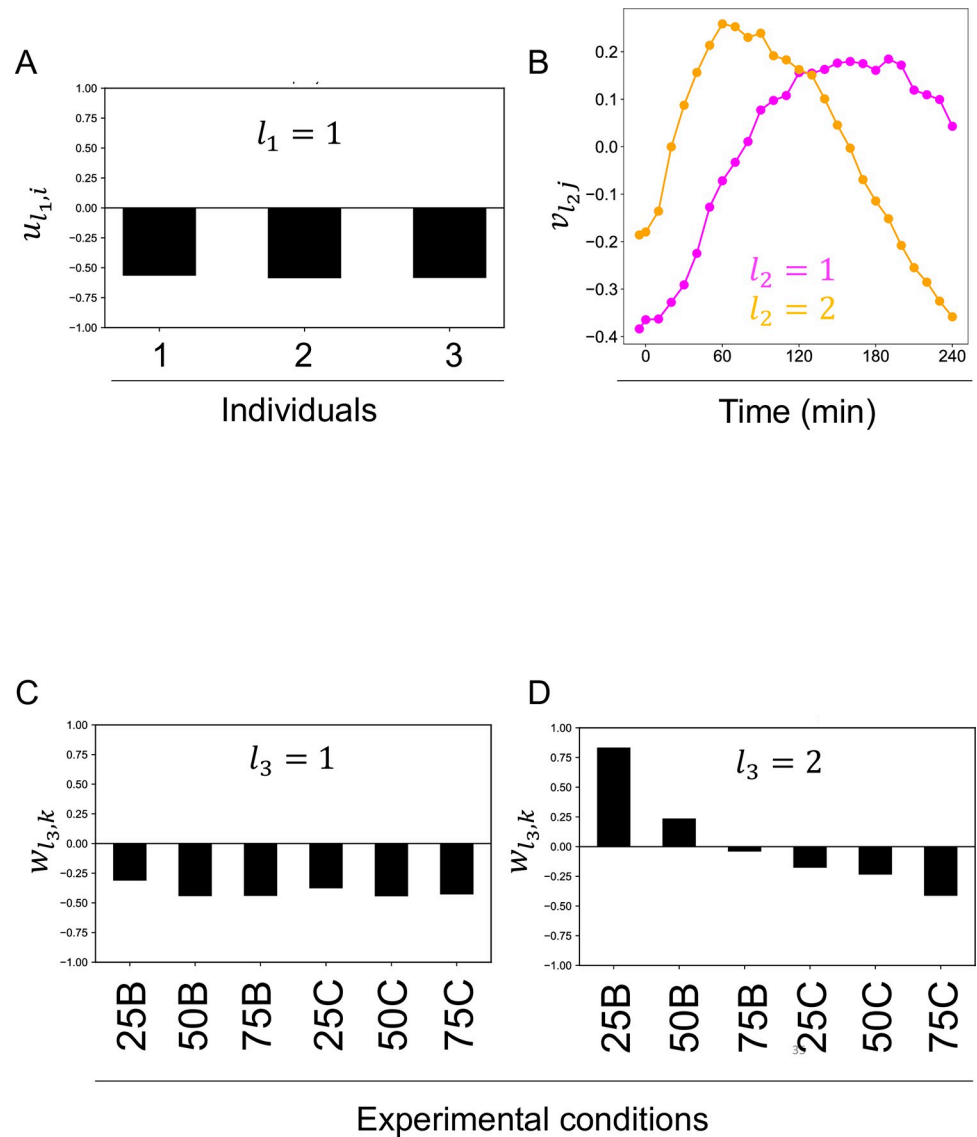 A
1.00
0.75
0.50
0.25
0.00
−0.25
−0.50
−0.75
−1.00
u_{l_1,i}
l_1 = 1
1 2 3
Individuals
B
0.2
0.1
0.0
−0.1
−0.2
−0.3
−0.4
v_{l_2 j}
l_2 = 1
l_2 = 2
0 60 120 180 240
Time (min)
C
1.00
0.75
0.50
0.25
0.00
−0.25
−0.50
−0.75
−1.00
w_{l_3,k}
l_3 = 1
25B 50B 75B 25C 50C 75C
D
1.00
0.75
0.50
0.25
0.00
−0.25
−0.50
−0.75
−1.00
w_{l_3,k}
l_3 = 2
25B 50B 75B 25C 50C 75C
Experimental conditions